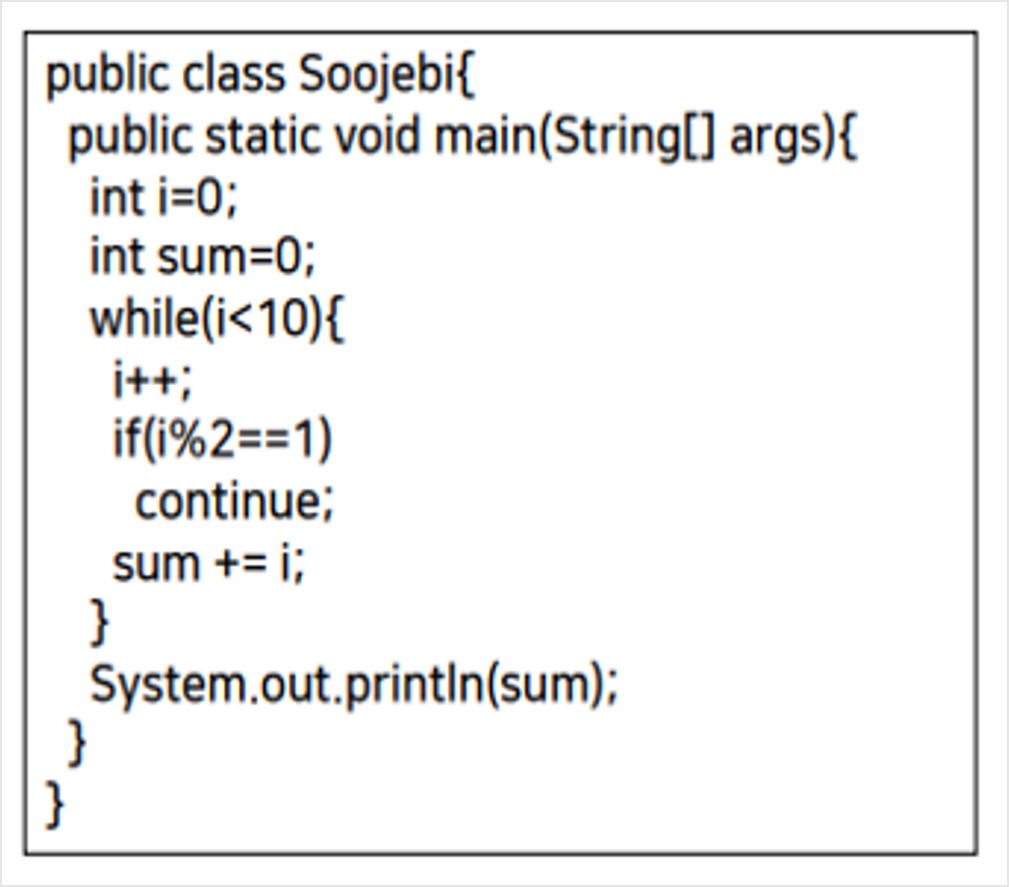 public class Soojebi{
public static void main(String[] args){
int i=0;
int sum=0;
while(i<10){
i++;
if(i%2==1)
continue;
sum += i;
}
System.out.println(sum);
}
}